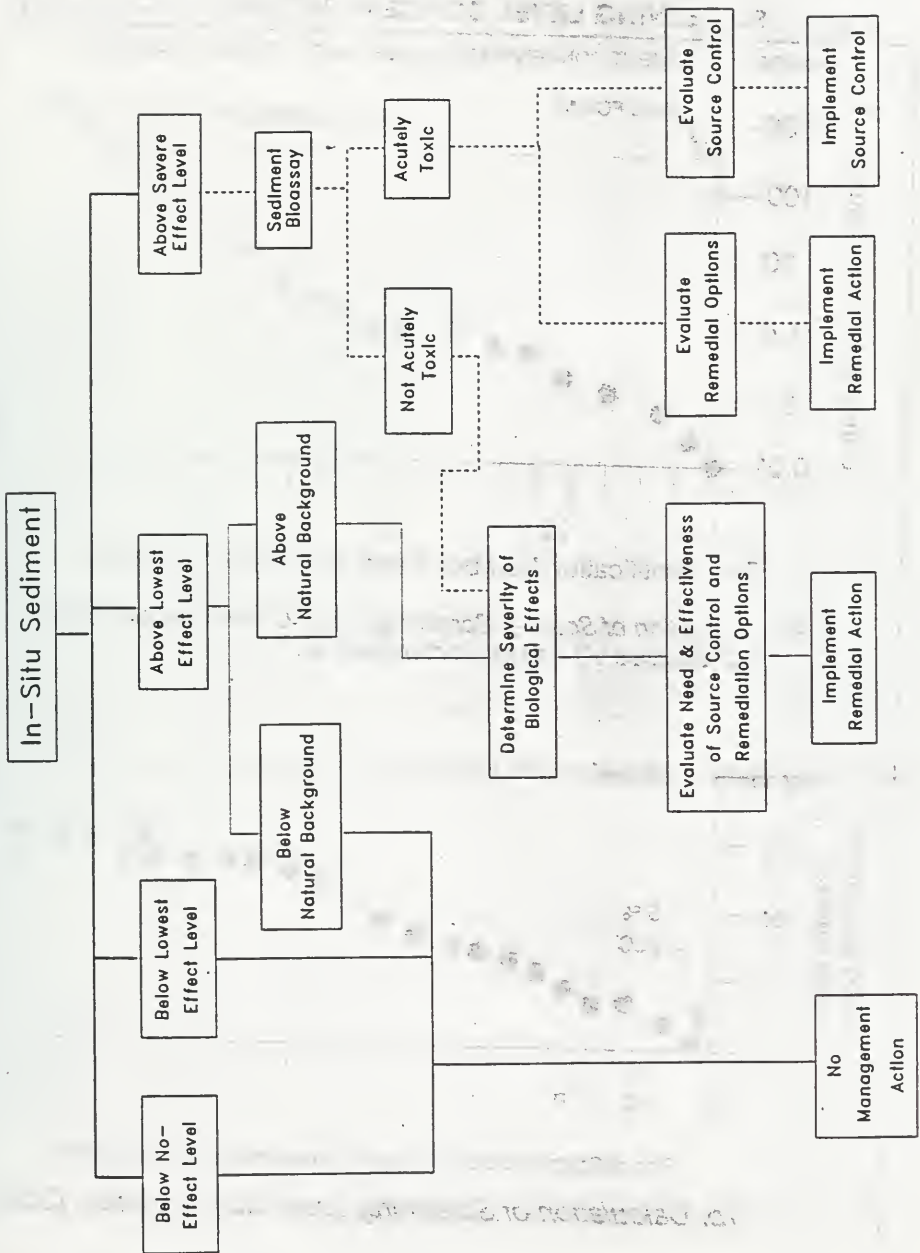 In-Situ Sediment
Below No-
Effect Level
Below Lowest
Effect Level
Above Lowest
Effect Level
Above Severe
Effect Level
Below
Natural Background
Above
Natural Background
Sediment
Bioassay
Not Acutely
Toxic
Acutely
Toxic
Determine Severity of
Biological Effects
Evaluate Need & Effectiveness
of Source Control and
Remediation Options
Evaluate
Remedial Options
Evaluate
Source Control
No
Management
Action
Implement
Remedial Action
Implement
Remedial Action
Implement
Source Control